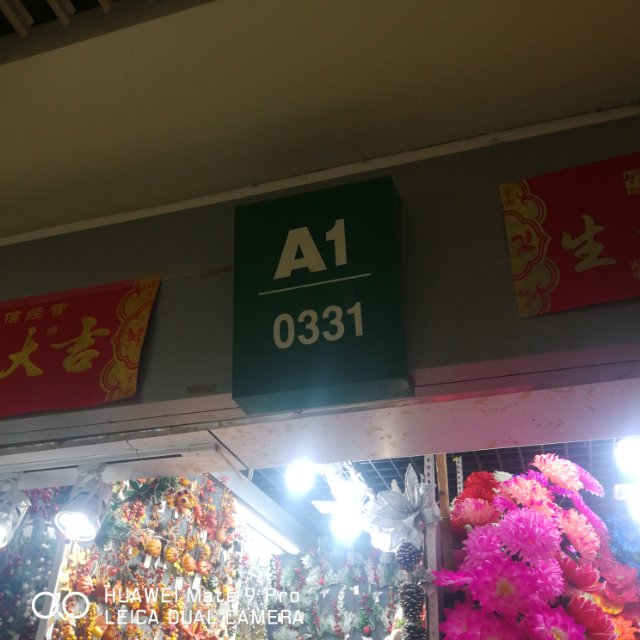 A1
0331
信经营
大吉
生
HUAWEI Mate 9 Pro
LEICA DUAL CAMERA